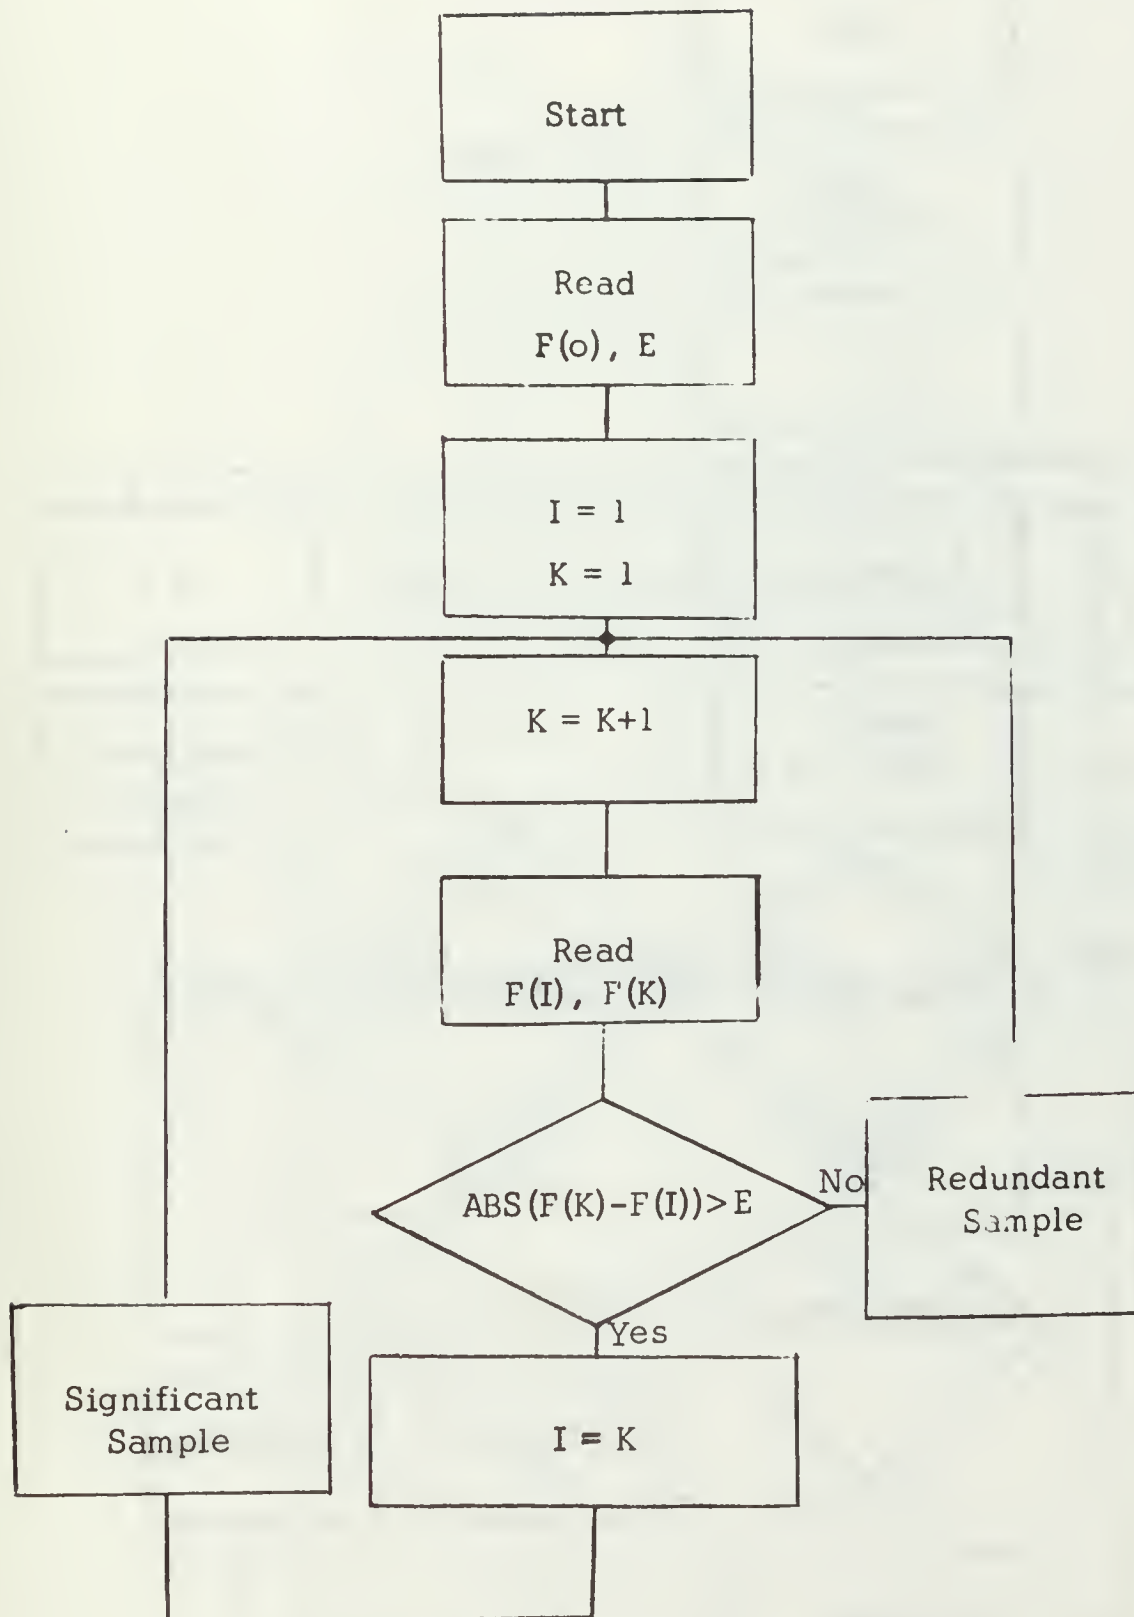 Start
Read
F(o), E
I = 1
K = 1
K = K+1
Read
F(I), F(K)
ABS(F(K)-F(I))>E
No
Redundant
Sample
Yes
Significant
Sample
I = K